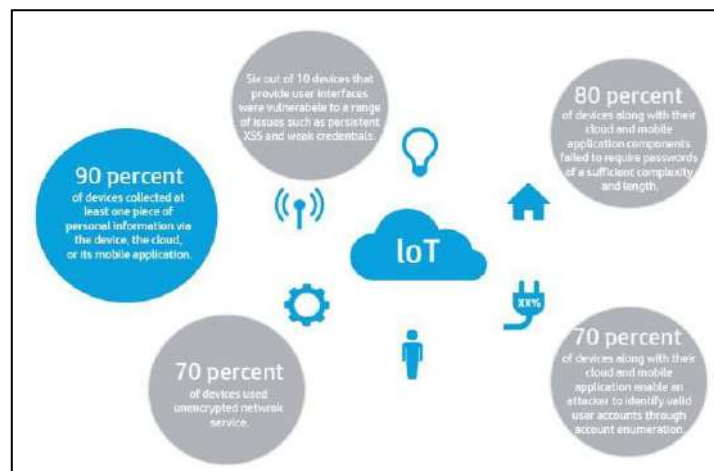 Six out of 10 devices that
provide user interfaces
were vulnerabele to a range
of issues such as persistent
XSS and weak credentials.
80 percent
of devices along with their
cloud and mobile
application components
failed to require passwords
of a sufficient complexity
and length.
90 percent
of devices collected at
least one piece of
personal information via
the device, the cloud,
or its mobile application.
IoT
XX%
70 percent
of devices used
unencrypted netwrok
service.
70 percent
of devices along with their
cloud and mobile
application enable an
attacker to identify valid
user accounts through
account enumeration.